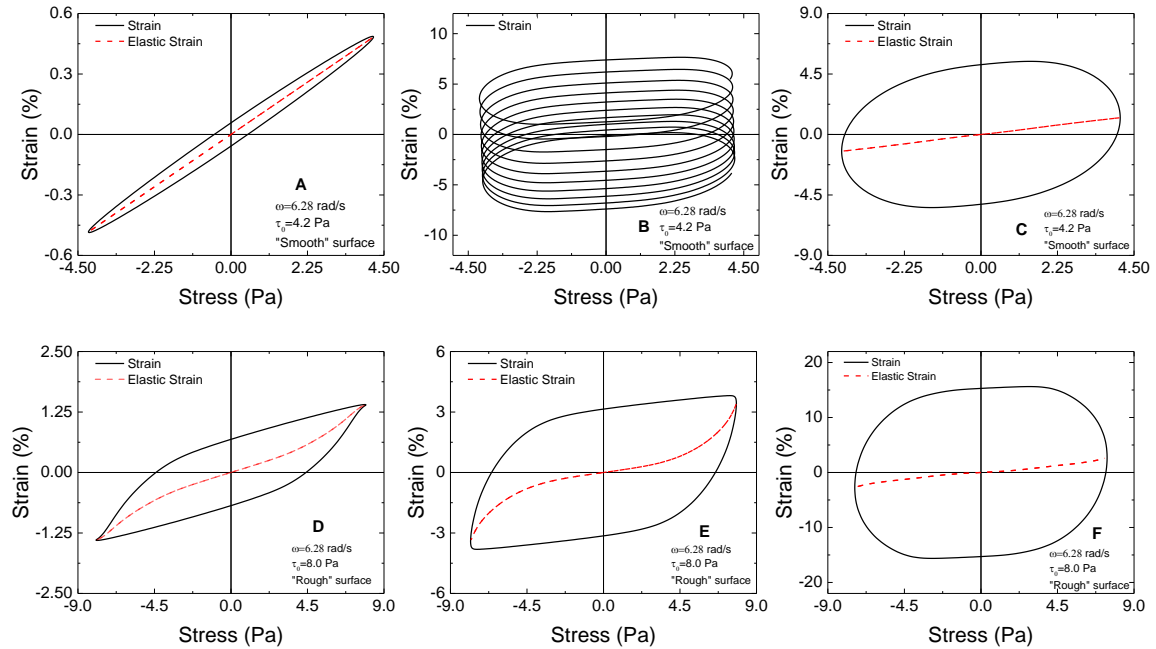 Strain
Elastic Strain
0.6
0.3
0.0
-0.3
-0.6
Strain (%)
A
ω=6.28 rad/s
τ0=4.2 Pa
"Smooth" surface
-4.50 -2.25 0.00 2.25 4.50
Stress (Pa)
Strain
10
5
0
-5
-10
Strain (%)
B
ω=6.28 rad/s
τ0=4.2 Pa
"Smooth" surface
-4.50 -2.25 0.00 2.25 4.50
Stress (Pa)
Strain
Elastic Strain
9.0
4.5
0.0
-4.5
-9.0
Strain (%)
C
ω=6.28 rad/s
τ0=4.2 Pa
"Smooth" surface
-4.50 -2.25 0.00 2.25 4.50
Stress (Pa)
Strain
Elastic Strain
2.50
1.25
0.00
-1.25
-2.50
Strain (%)
D
ω=6.28 rad/s
τ0=8.0 Pa
"Rough" surface
-9.0 -4.5 0.0 4.5 9.0
Stress (Pa)
Strain
Elastic Strain
6
3
0
-3
-6
Strain (%)
E
ω=6.28 rad/s
τ0=8.0 Pa
"Rough" surface
-9.0 -4.5 0.0 4.5 9.0
Stress (Pa)
Strain
Elastic Strain
20
10
0
-10
-20
Strain (%)
F
ω=6.28 rad/s
τ0=8.0 Pa
"Rough" surface
-9.0 -4.5 0.0 4.5 9.0
Stress (Pa)